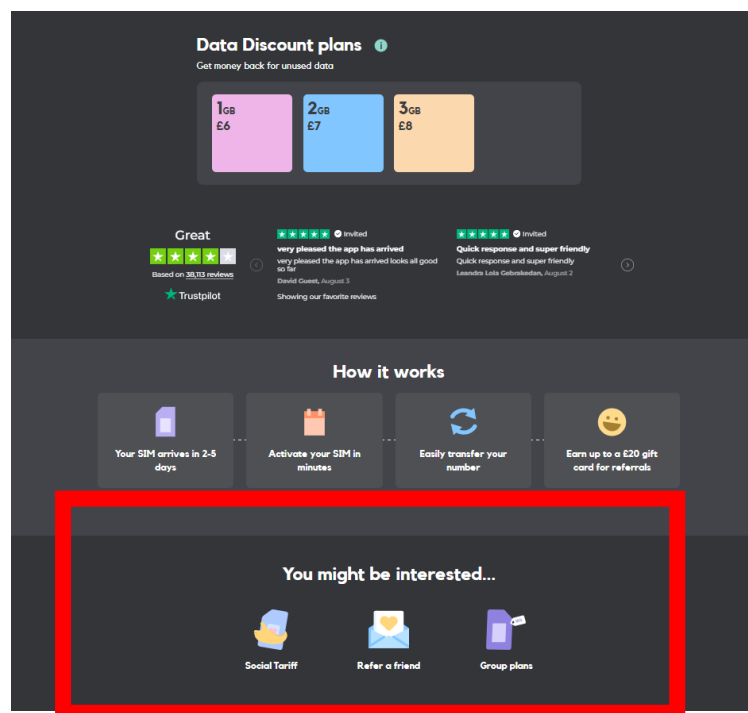 Data Discount plans i
Get money back for unused data
1GB
£6
2GB
£7
3GB
£8
Great
Based on 38,113 reviews
Trustpilot
Invited
very pleased the app has arrived
very pleased the app has arrived looks all good
so far
David Guest, August 3
Showing our favorite reviews
Invited
Quick response and super friendly
Quick response and super friendly
Leandra Lola Gebrakedan, August 2
How it works
Your SIM arrives in 2-5
days
Activate your SIM in
minutes
Easily transfer your
number
Earn up to a £20 gift
card for referrals
You might be interested...
Social Tariff
Refer a friend
Group plans